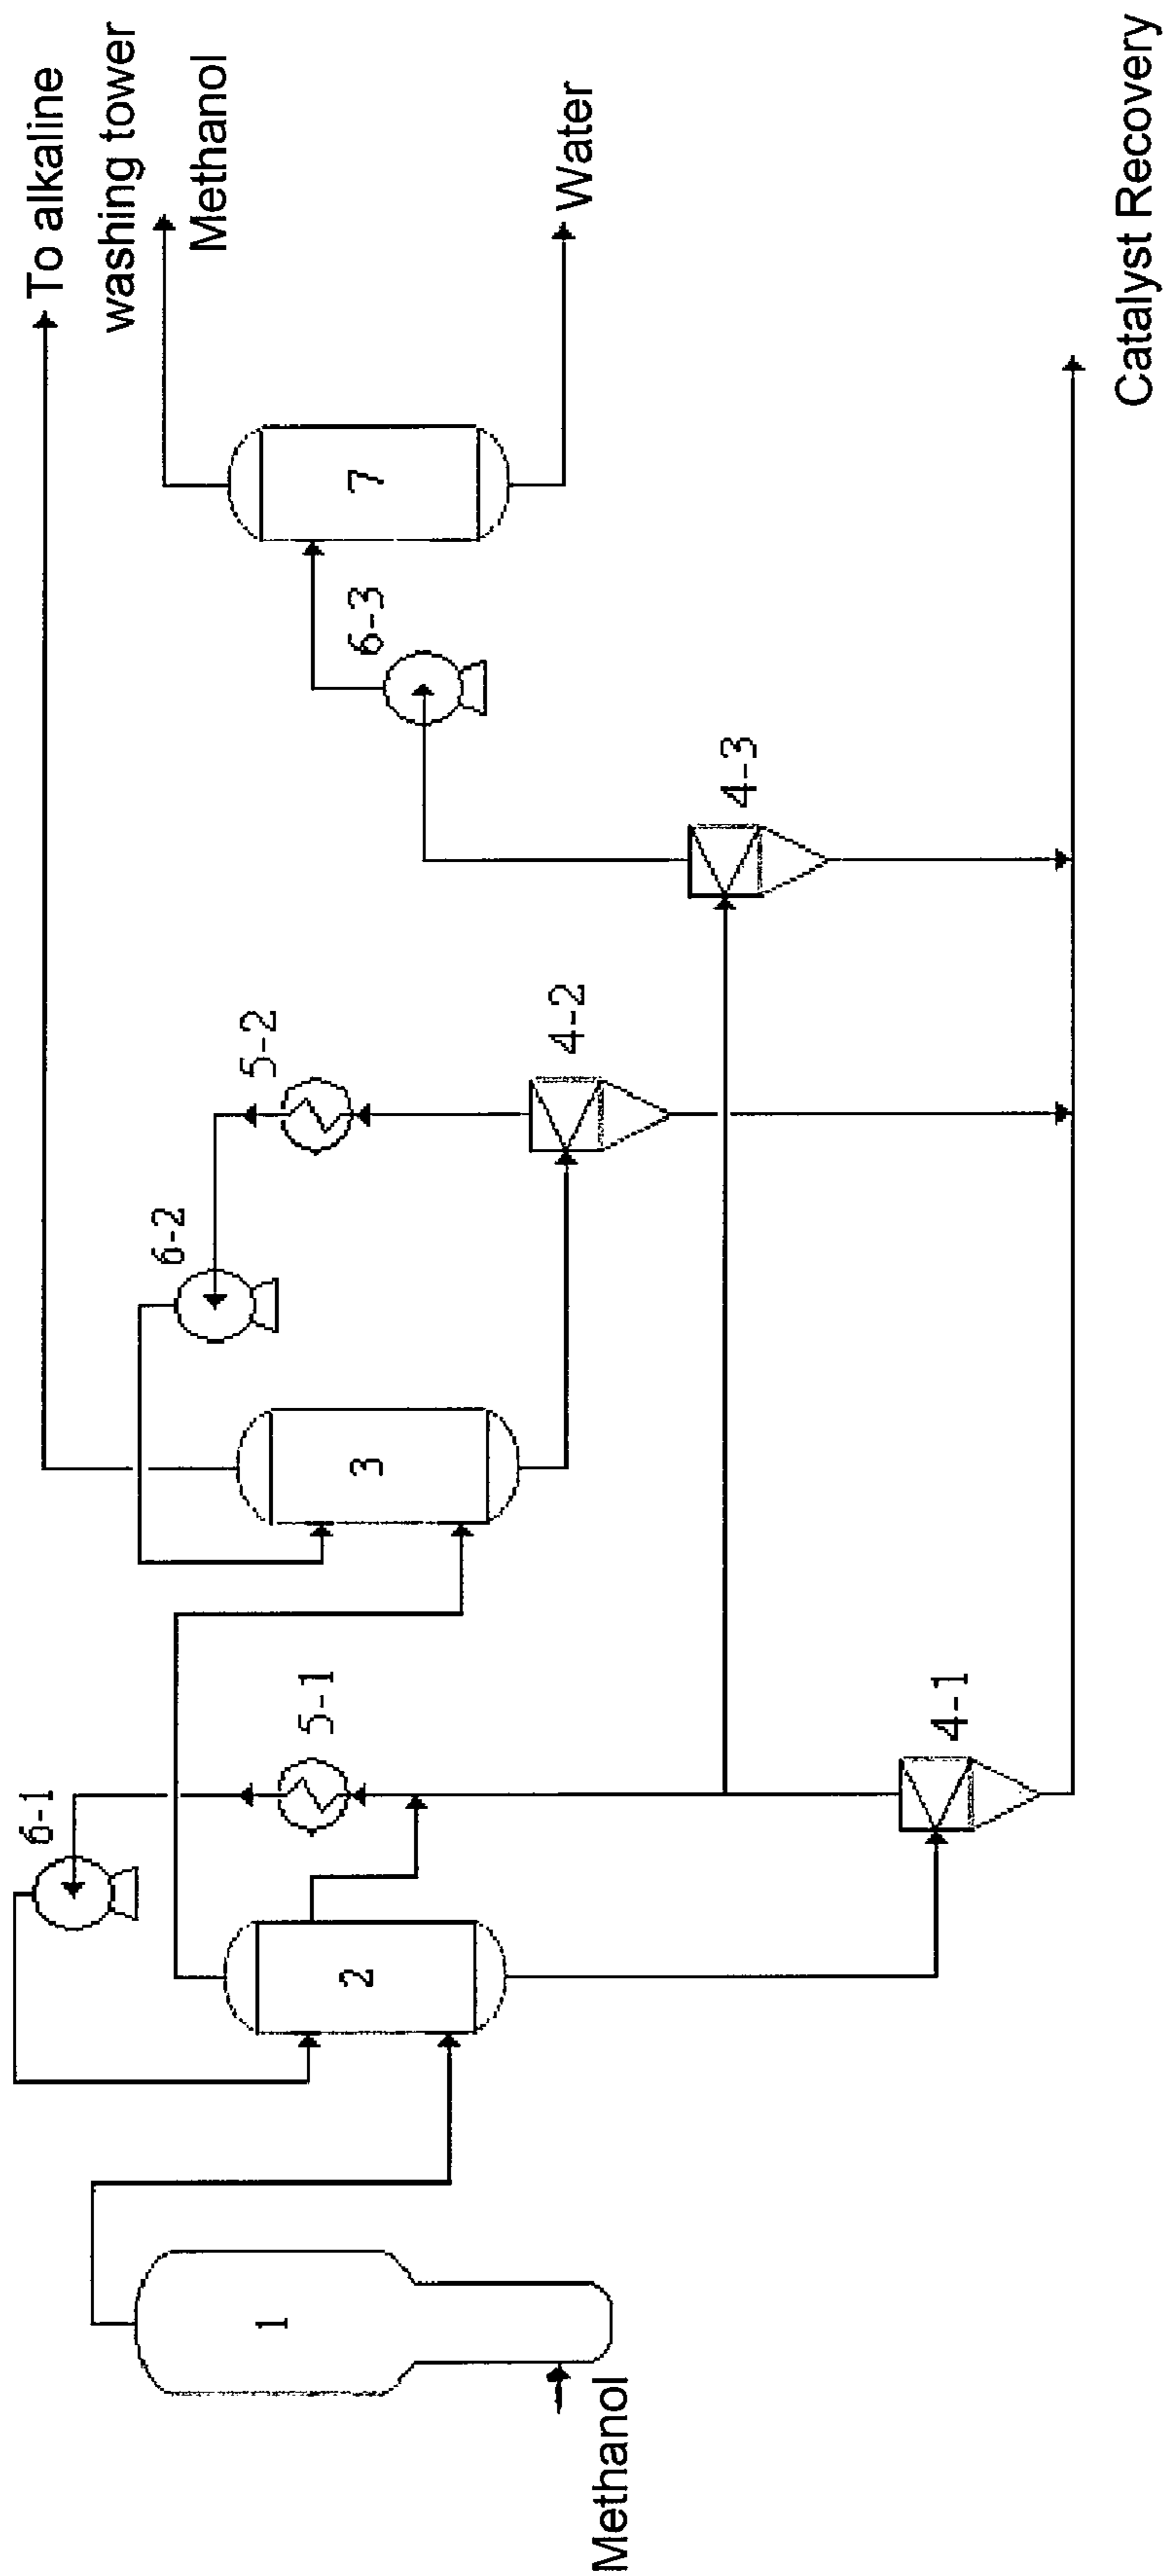 To alkaline
washing tower
Methanol
Water
6-1
5-1
6-2
5-2
6-3
7
3
2
1
4-2
4-3
4-1
Methanol
Catalyst Recovery